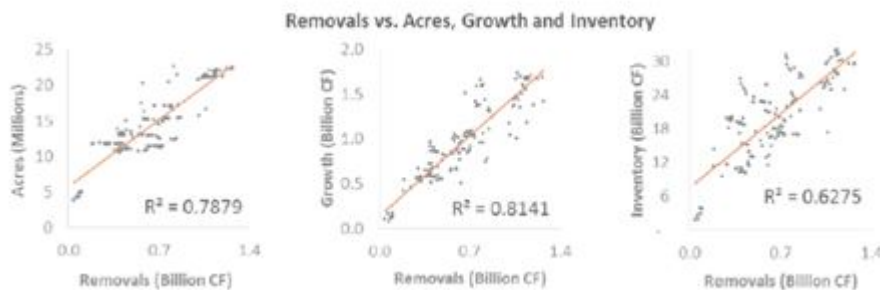 Removals vs. Acres, Growth and Inventory
Acres (Millions)
25
20
15
10
5
0
R² = 0.7879
0.0 0.7 1.4
Removals (Billion CF)
Growth (Billion CF)
2.0
1.5
1.0
0.5
0.0
R² = 0.8141
0.0 0.7 1.4
Removals (Billion CF)
Inventory (Billion CF)
30
24
18
12
6
-
R² = 0.6275
0.0 0.7 1.4
Removals (Billion CF)